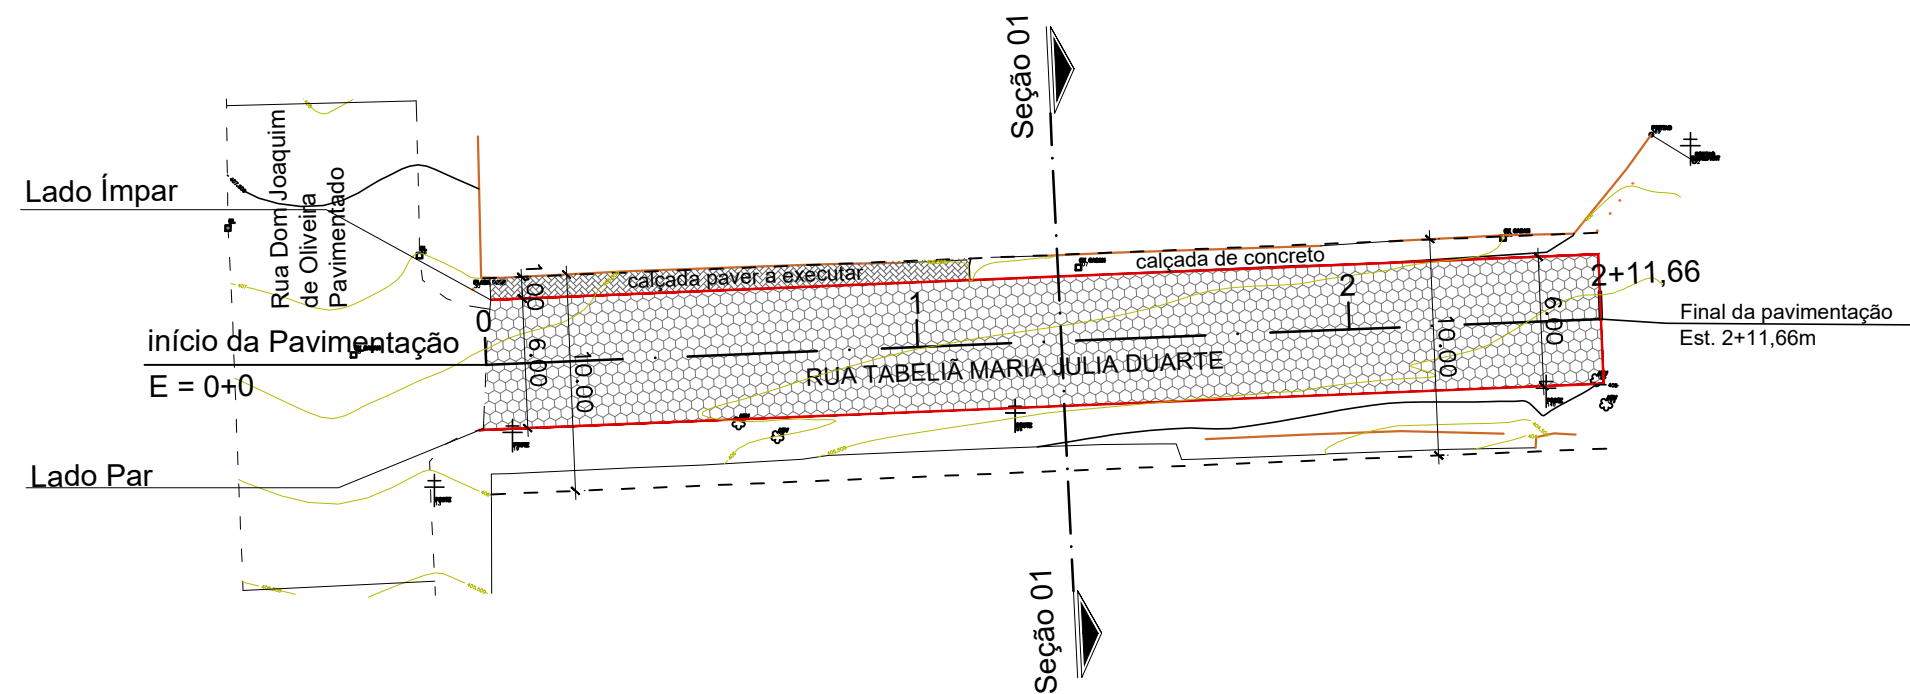 Seção 01
Lado Ímpar
Rua Dom Joaquim
de Oliveira
Pavimentado
calçada paver a executar
calçada de concreto
1.00
0
1
2
2+11,66
início da Pavimentação
E = 0+0
6.00
10.00
RUA TABELIÃ MARIA JULIA DUARTE
10.00
6.00
Final da pavimentação
Est. 2+11,66m
Lado Par
Seção 01